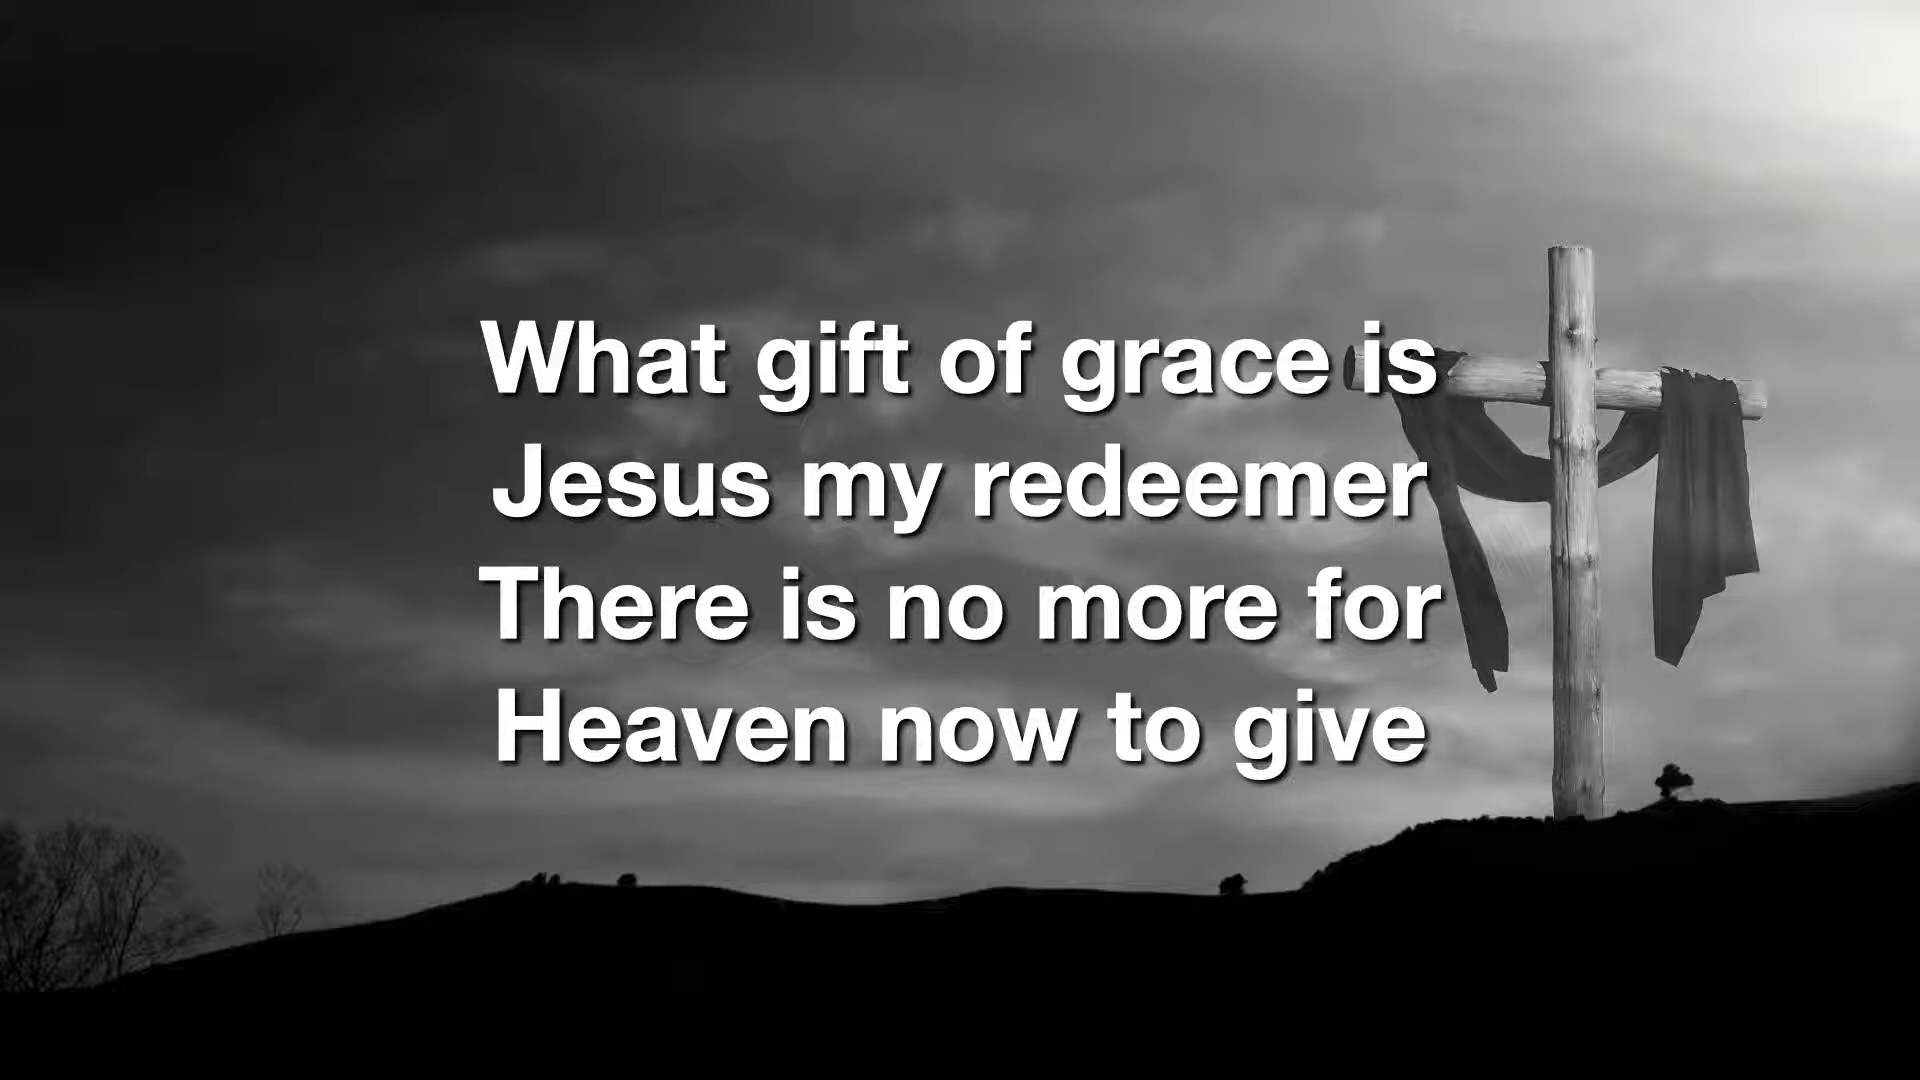 What gift of grace is
Jesus my redeemer
There is no more for
Heaven now to give